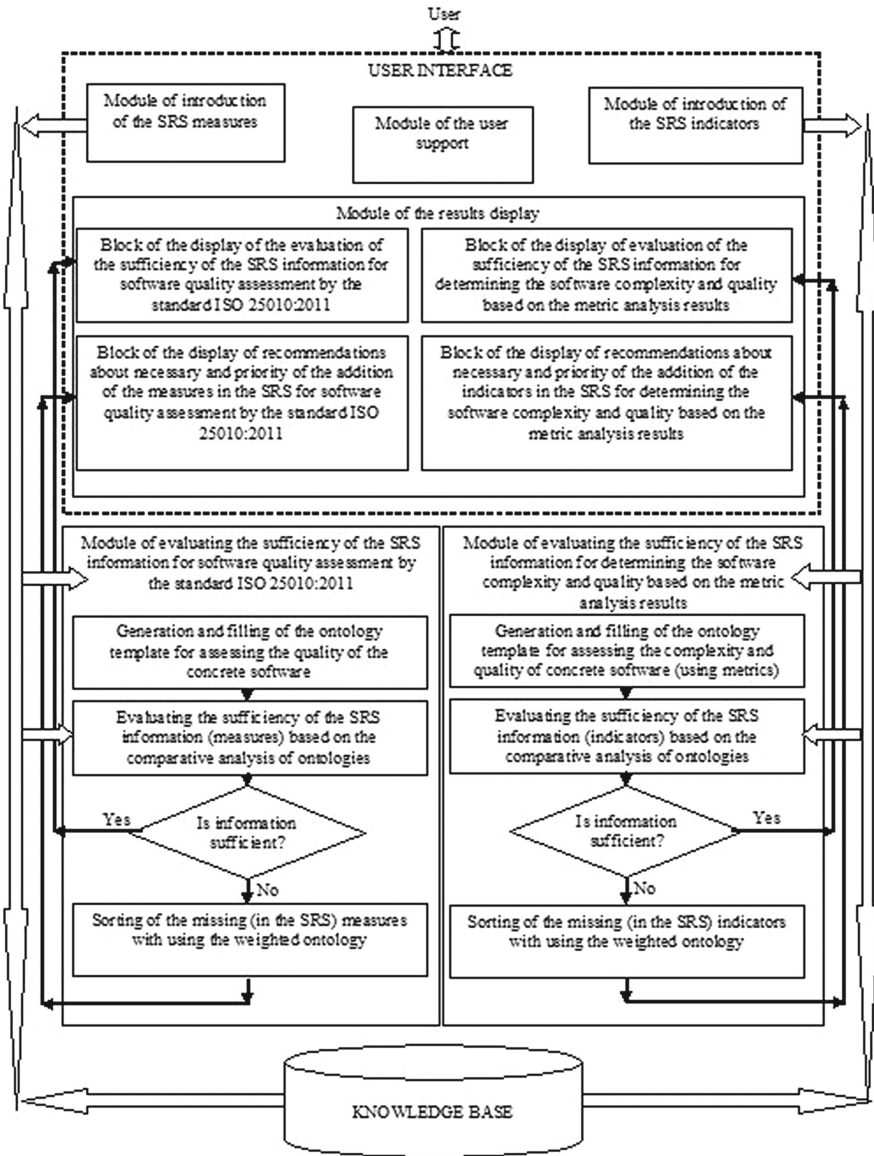 User
USER INTERFACE
Module of introduction
of the SRS measures
Module of the user
support
Module of introduction of
the SRS indicators
Module of the results display
Block of the display of the evaluation of
the sufficiency of the SRS information for
software quality assessment by the
standard ISO 25010:2011
Block of the display of evaluation of the
sufficiency of the SRS information for
determining the software complexity and quality
based on the metric analysis results
Block of the display of recommendations
about necessary and priority of the addition
of the measures in the SRS for software
quality assessment by the standard ISO
25010:2011
Block of the display of recommendations about
necessary and priority of the addition of the
indicators in the SRS for determining the
software complexity and quality based on the
metric analysis results
Module of evaluating the sufficiency of the SRS
information for software quality assessment by
the standard ISO 25010:2011
Generation and filling of the ontology
template for assessing the quality of the
concrete software
Evaluating the sufficiency of the SRS
information (measures) based on the
comparative analysis of ontologies
Yes
Is information
sufficient?
No
Sorting of the missing (in the SRS) measures
with using the weighted ontology
Module of evaluating the sufficiency of the SRS
information for determining the software
complexity and quality based on the metric
analysis results
Generation and filling of the ontology
template for assessing the complexity and
quality of concrete software (using metrics)
Evaluating the sufficiency of the SRS
information (indicators) based on the
comparative analysis of ontologies
Is information
sufficient?
Yes
No
Sorting of the missing (in the SRS) indicators
with using the weighted ontology
KNOWLEDGE BASE